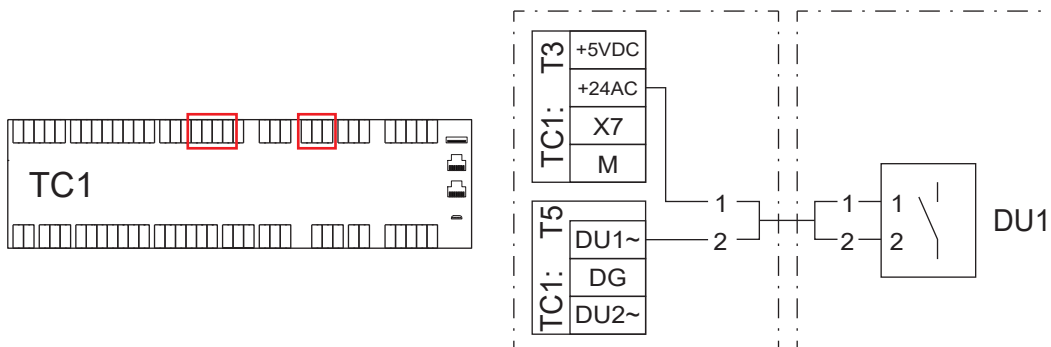 TC1
TC1: T3
+5VDC
+24AC
X7
M
TC1: T5
DU1~
DG
DU2~
1
2
1
2
1
2
DU1